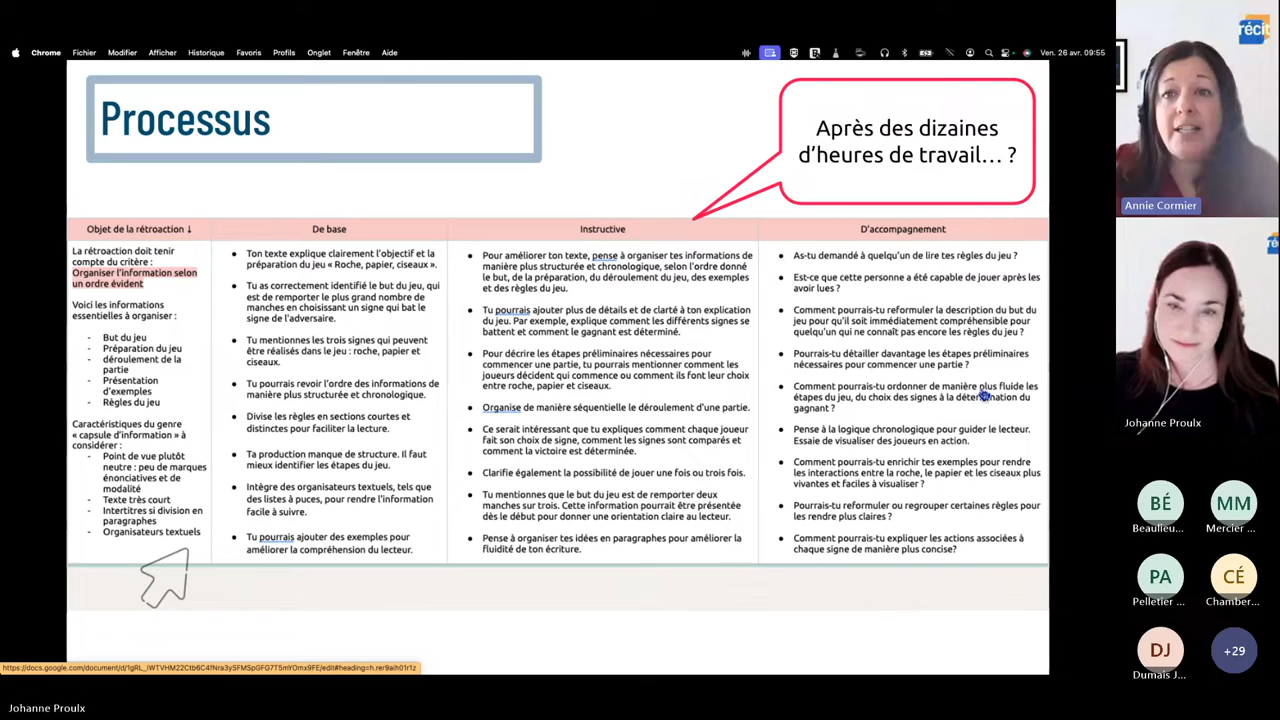 Chrome Fichier Modifier Afficher Historique Favoris Profils Onglet Fenêtre Aide
Ven. 26 avr. 09:55
Processus
Après des dizaines
d'heures de travail… ?
Objet de la rétroaction ↓
La rétroaction doit tenir
compte du critère :
Organiser l'information selon
un ordre évident
Voici les informations
essentielles à organiser :
- But du jeu
- Préparation du jeu
- déroulement de la
partie
- Présentation
d'exemples
- Règles du jeu
Caractéristiques du genre
« capsule d'information » à
considérer :
- Point de vue plutôt
neutre : peu de marques
énonciatives et de
modalité
- Texte très court
- Intertitres si division en
paragraphes
- Organisateurs textuels
De base
● Ton texte explique clairement l'objectif et la
préparation du jeu « Roche, papier, ciseaux ».
● Tu as correctement identifié le but du jeu, qui
est de remporter le plus grand nombre de
manches en choisissant un signe qui bat le
signe de l'adversaire.
● Tu mentionnes les trois signes qui peuvent
être réalisés dans le jeu : roche, papier et
ciseaux.
● Tu pourrais revoir l'ordre des informations de
manière plus structurée et chronologique.
● Divise les règles en sections courtes et
distinctes pour faciliter la lecture.
● Ta production manque de structure. Il faut
mieux identifier les étapes du jeu.
● Intègre des organisateurs textuels, tels que
des listes à puces, pour rendre l'information
facile à suivre.
● Tu pourrais ajouter des exemples pour
améliorer la compréhension du lecteur.
Instructive
● Pour améliorer ton texte, pense à organiser tes informations de
manière plus structurée et chronologique, selon l'ordre donné
le but, de la préparation, du déroulement du jeu, des exemples
et des règles du jeu.
● Tu pourrais ajouter plus de détails et de clarté à ton explication
du jeu. Par exemple, explique comment les différents signes se
battent et comment le gagnant est déterminé.
● Pour décrire les étapes préliminaires nécessaires pour
commencer une partie, tu pourrais mentionner comment les
joueurs décident qui commence ou comment ils font leur choix
entre roche, papier et ciseaux.
● Organise de manière séquentielle le déroulement d'une partie.
● Ce serait intéressant que tu expliques comment chaque joueur
fait son choix de signe, comment les signes sont comparés et
comment la victoire est déterminée.
● Clarifie également la possibilité de jouer une fois ou trois fois.
● Tu mentionnes que le but du jeu est de remporter deux
manches sur trois. Cette information pourrait être présentée
dès le début pour donner une orientation claire au lecteur.
● Pense à organiser tes idées en paragraphes pour améliorer la
fluidité de ton écriture.
D'accompagnement
● As-tu demandé à quelqu'un de lire tes règles du jeu ?
● Est-ce que cette personne a été capable de jouer après les
avoir lues ?
● Comment pourrais-tu reformuler la description du but du
jeu pour qu'il soit immédiatement compréhensible pour
quelqu'un qui ne connaît pas encore les règles du jeu ?
● Pourrais-tu détailler davantage les étapes préliminaires
nécessaires pour commencer une partie ?
● Comment pourrais-tu ordonner de manière plus fluide les
étapes du jeu, du choix des signes à la détermination du
gagnant ?
● Pense à la logique chronologique pour guider le lecteur.
Essaie de visualiser des joueurs en action.
● Comment pourrais-tu enrichir tes exemples pour rendre
les interactions entre la roche, le papier et les ciseaux plus
vivantes et faciles à visualiser ?
● Pourrais-tu reformuler ou regrouper certaines règles pour
les rendre plus claires ?
● Comment pourrais-tu expliquer les actions associées à
chaque signe de manière plus concise?
récit
Annie Cormier
récit
Johanne Proulx
BÉ
Beaulieu...
MM
Mercier ...
PA
Pelletier ...
CÉ
Chamber...
DJ
Dumais J...
+29
Johanne Proulx